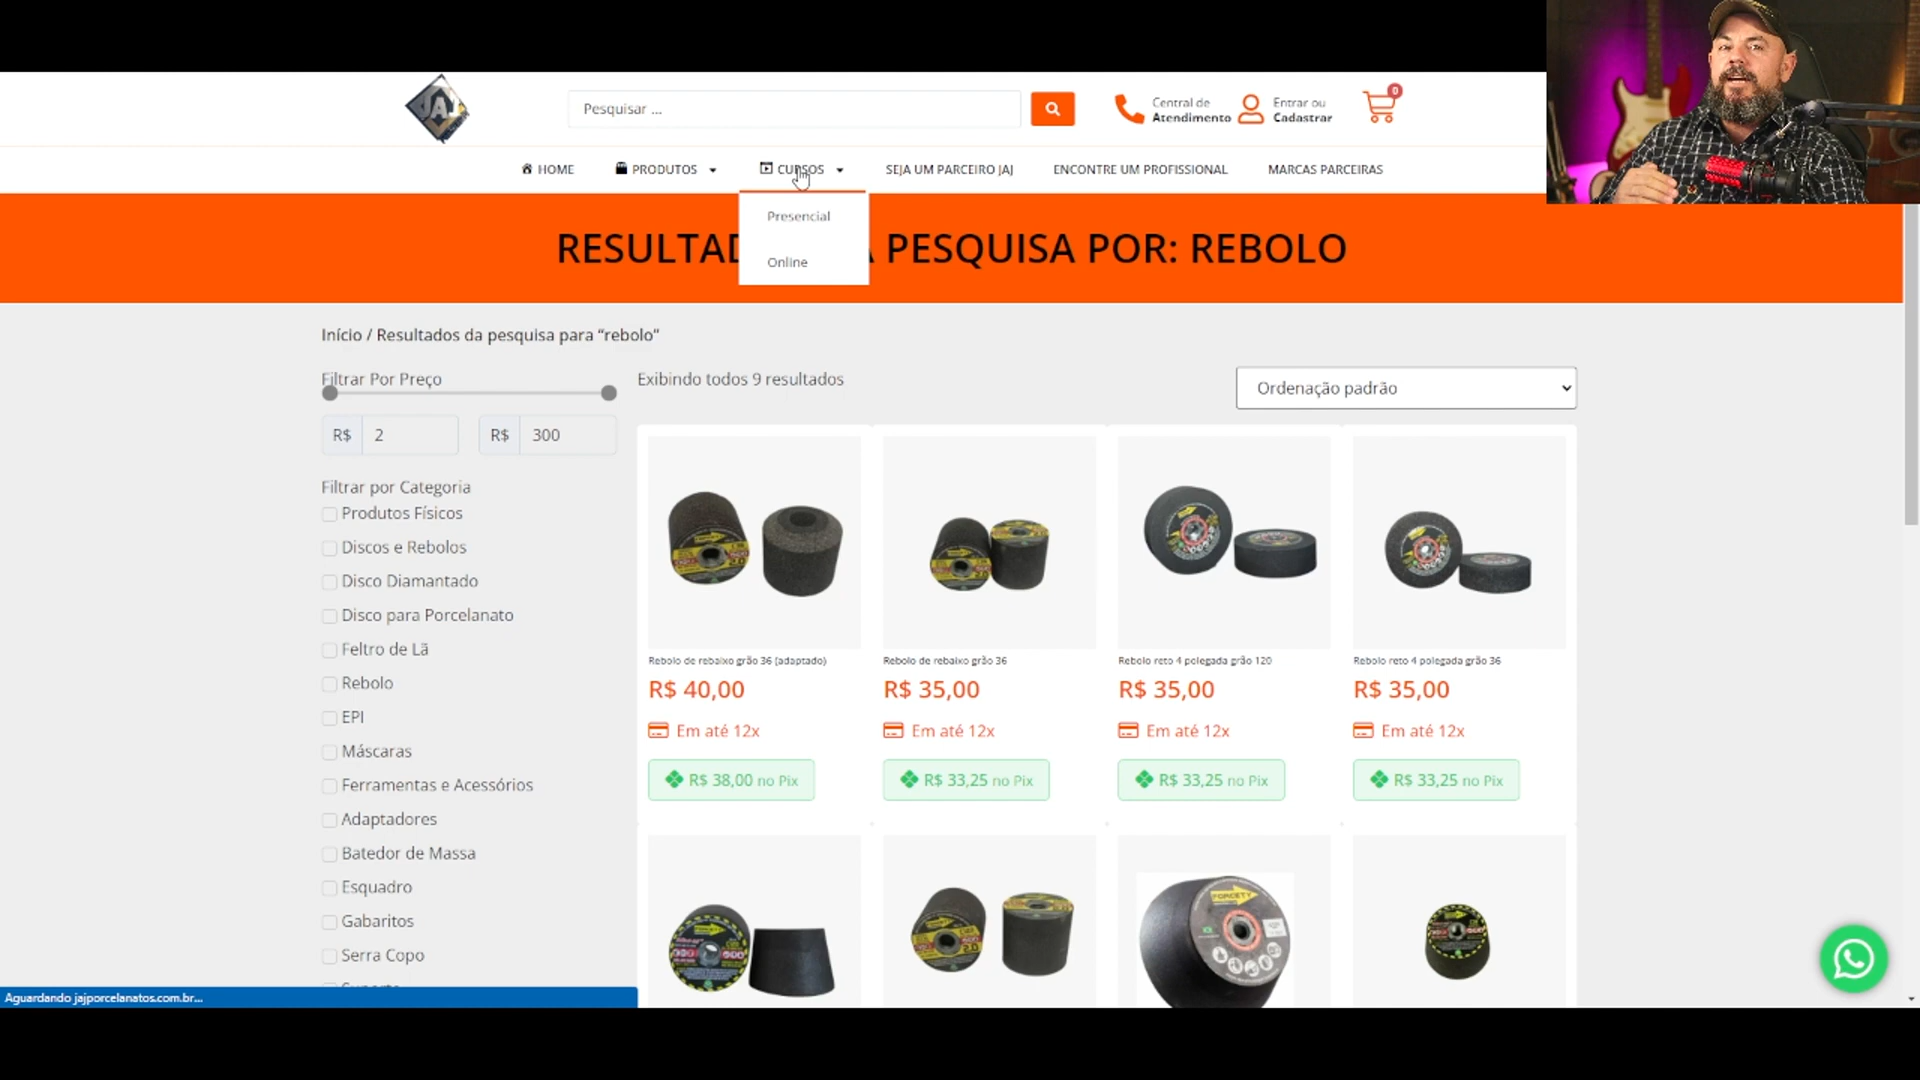 JAJ
Pesquisar ...
Central de
Atendimento
Entrar ou
Cadastrar
0
HOME
PRODUTOS
CURSOS
SEJA UM PARCEIRO JAJ
ENCONTRE UM PROFISSIONAL
MARCAS PARCEIRAS
Presencial
Online
RESULTAD
A PESQUISA POR: REBOLO
Início / Resultados da pesquisa para “rebolo”
Filtrar Por Preço
R$ 2
R$ 300
Exibindo todos 9 resultados
Ordenação padrão
Filtrar por Categoria
Produtos Físicos
Discos e Rebolos
Disco Diamantado
Disco para Porcelanato
Feltro de Lã
Rebolo
EPI
Máscaras
Ferramentas e Acessórios
Adaptadores
Batedor de Massa
Esquadro
Gabaritos
Serra Copo
Rebolo de rebaixo grão 36 (adaptado)
R$ 40,00
Em até 12x
R$ 38,00 no Pix
Rebolo de rebaixo grão 36
R$ 35,00
Em até 12x
R$ 33,25 no Pix
Rebolo reto 4 polegada grão 120
R$ 35,00
Em até 12x
R$ 33,25 no Pix
Rebolo reto 4 polegada grão 36
R$ 35,00
Em até 12x
R$ 33,25 no Pix
FORCETY
Aguardando jajporcelanatos.com.br...